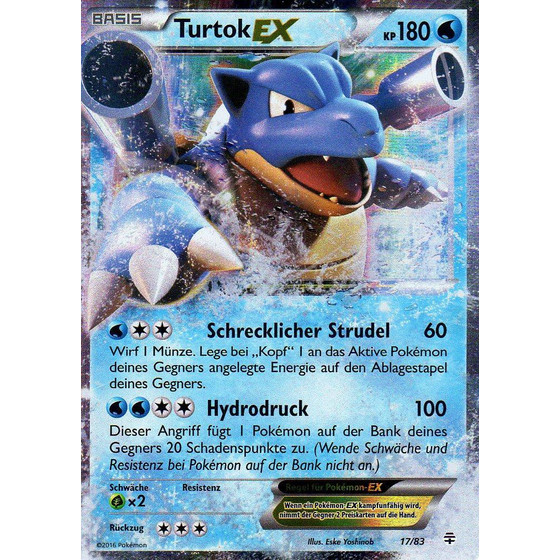 BASIS
Turtok EX
KP180
Schrecklicher Strudel 60
Wirf 1 Münze. Lege bei „Kopf“ 1 an das Aktive Pokémon
deines Gegners angelegte Energie auf den Ablagestapel
deines Gegners.
Hydrodruck 100
Dieser Angriff fügt 1 Pokémon auf der Bank deines
Gegners 20 Schadenspunkte zu. (Wende Schwäche und
Resistenz bei Pokémon auf der Bank nicht an.)
Schwäche Resistenz
×2
Rückzug
Regel für Pokémon-EX
Wenn ein Pokémon-EX kampfunfähig wird,
nimmt der Gegner 2 Preiskarten auf die Hand.
©2016 Pokémon
Illus. Eske Yoshinob
17/83